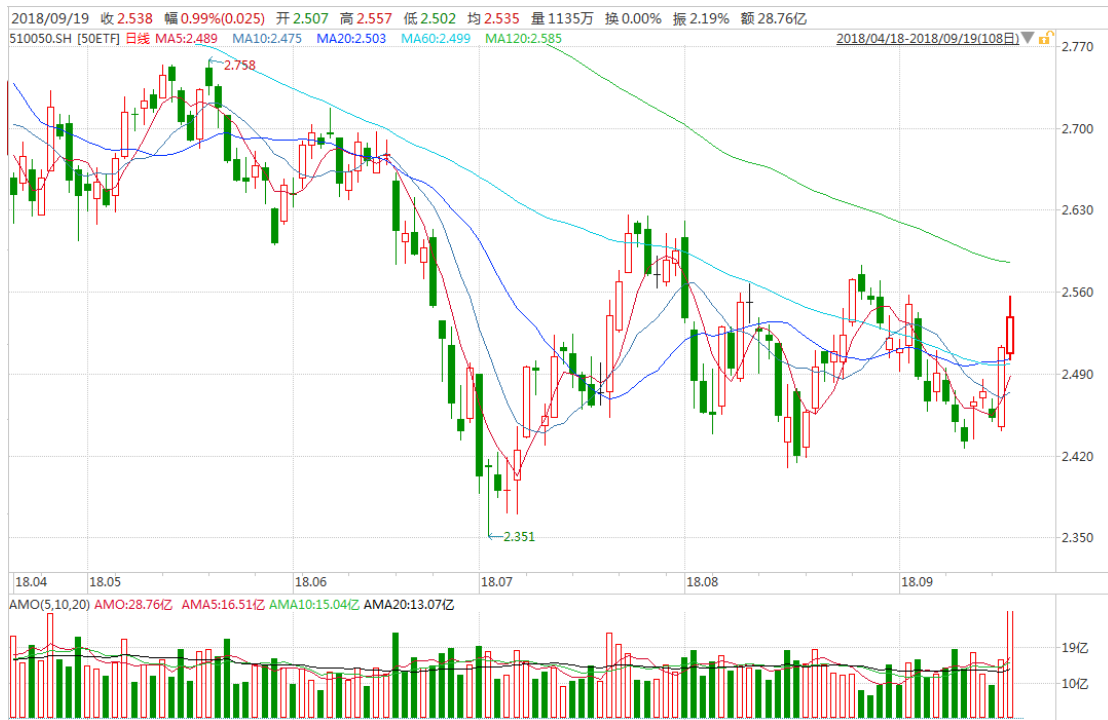 2018/09/19 收 2.538 幅 0.99%(0.025) 开 2.507 高 2.557 低 2.502 均 2.535 量 1135万 换 0.00% 振 2.19% 额 28.76亿
510050.SH [50ETF] 日线 MA5:2.489 MA10:2.475 MA20:2.503 MA60:2.499 MA120:2.585 2018/04/18-2018/09/19(108日)
2.770
2.758
2.700
2.630
2.560
2.490
2.420
2.351
2.350
18.04 18.05 18.06 18.07 18.08 18.09
AMO(5,10,20) AMO:28.76亿 AMA5:16.51亿 AMA10:15.04亿 AMA20:13.07亿
19亿
10亿